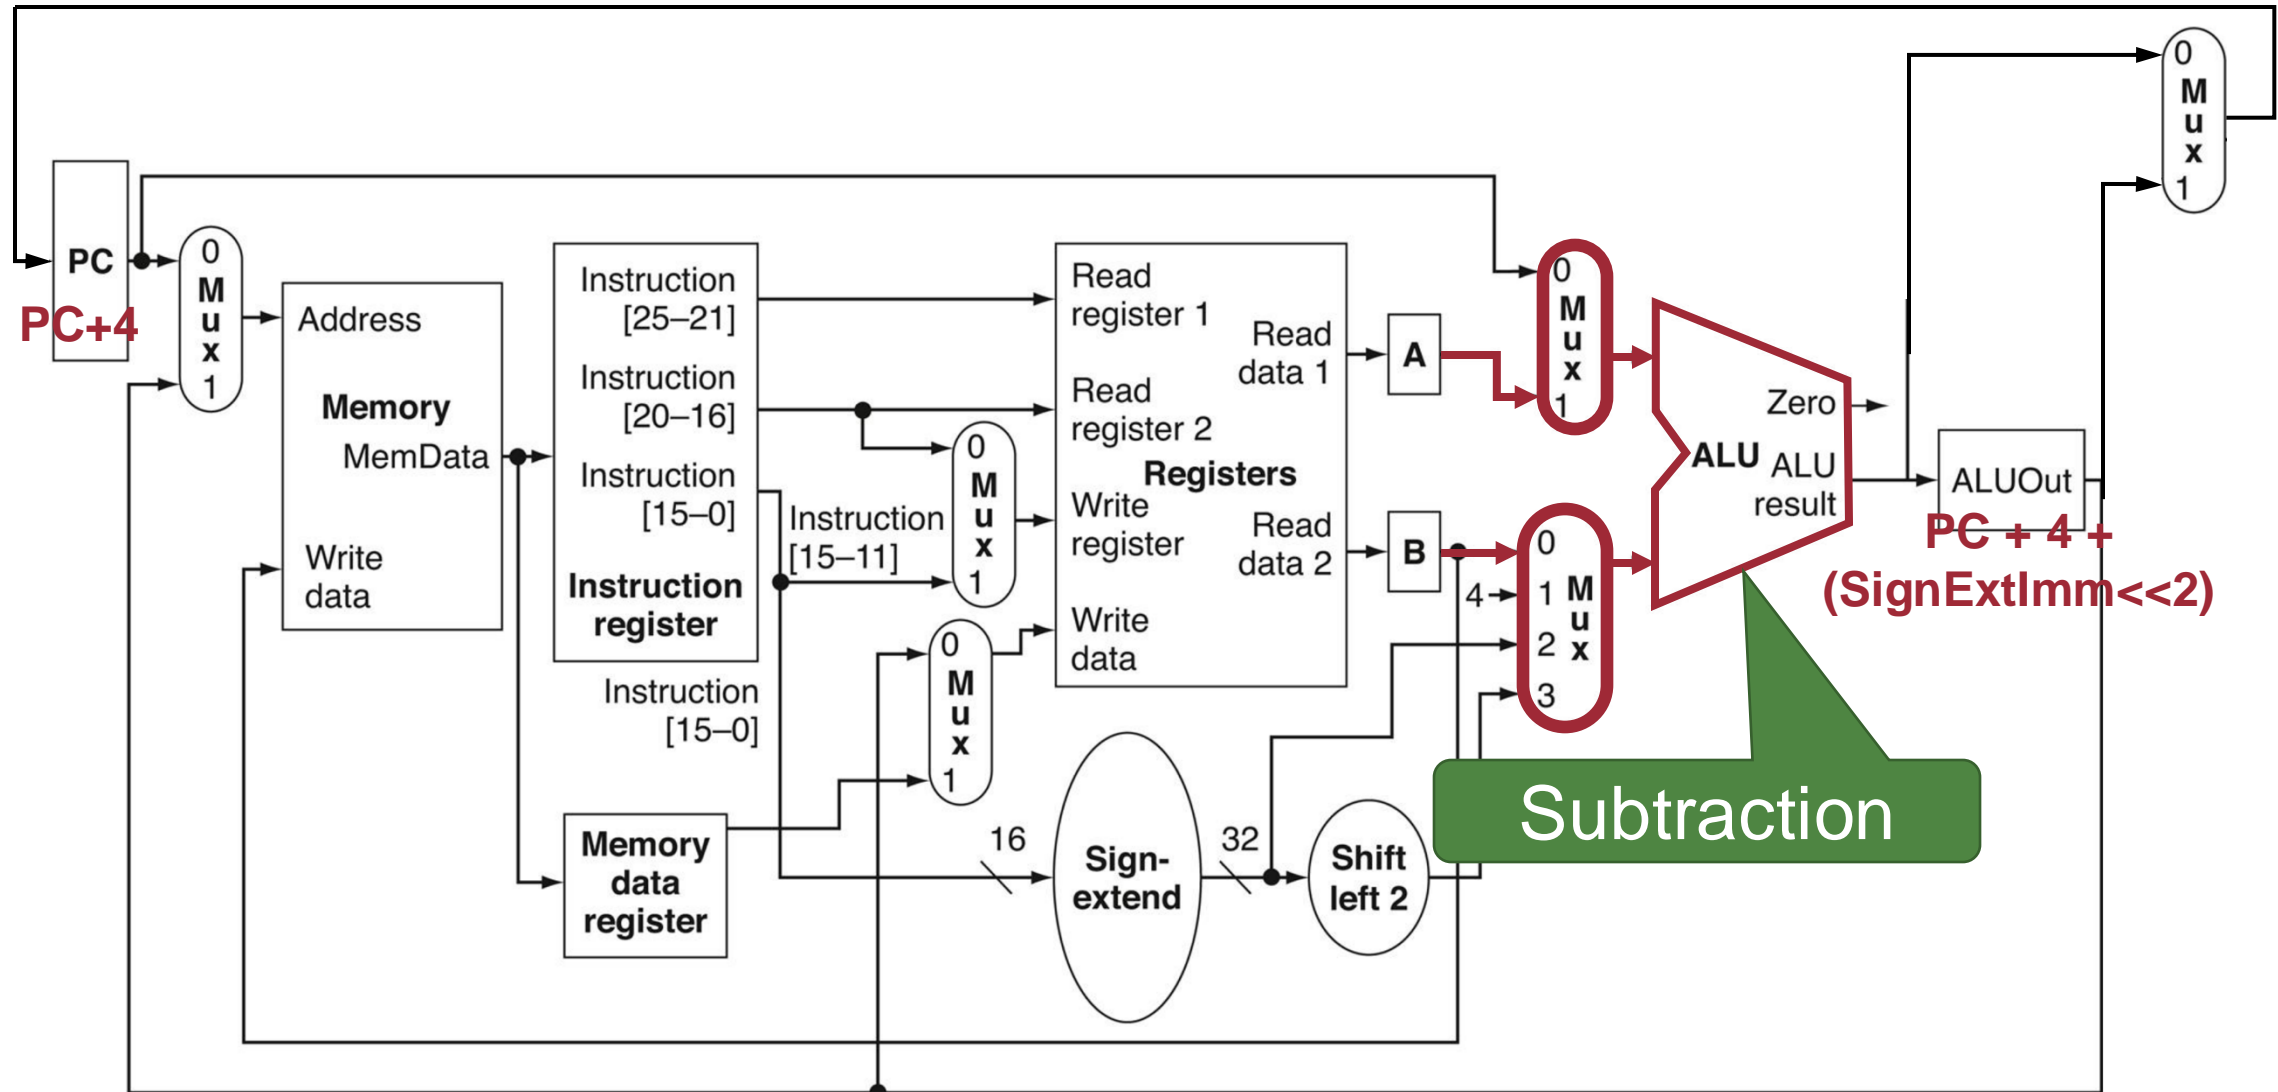 0
M
u
x
1
PC
PC+4
0
M
u
x
1
Address
Memory
MemData
Write
data
Instruction
[25–21]
Instruction
[20–16]
Instruction
[15–0]
Instruction
register
Instruction
[15–0]
Instruction
[15–11]
Memory
data
register
0
M
u
x
1
0
M
u
x
1
Read
register 1
Read
register 2
Registers
Write
register
Write
data
Read
data 1
Read
data 2
16
Sign-
extend
32
Shift
left 2
A
B
4
0
M
u
x
1
0
1
2
3
M
u
x
Zero
ALU
ALU
result
ALUOut
PC + 4 +
(SignExtImm<<2)
Subtraction